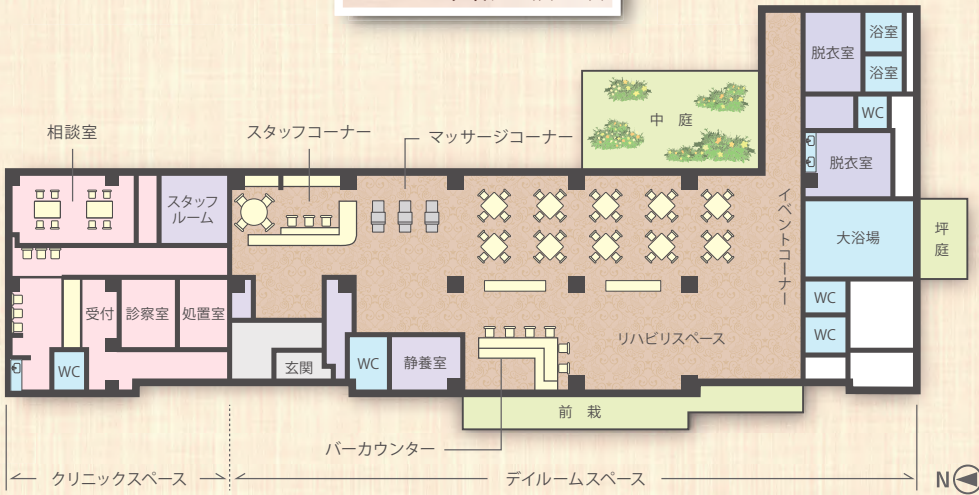 浴室
脱衣室
浴室
WC
中 庭
相談室
スタッフコーナー
マッサージコーナー
脱衣室
スタッフ
ルーム
イベントコーナー
大浴場
坪
庭
WC
受付
診察室
処置室
WC
リハビリスペース
WC
玄関
WC
静養室
前 栽
バーカウンター
クリニックスペース
デイルームスペース
N